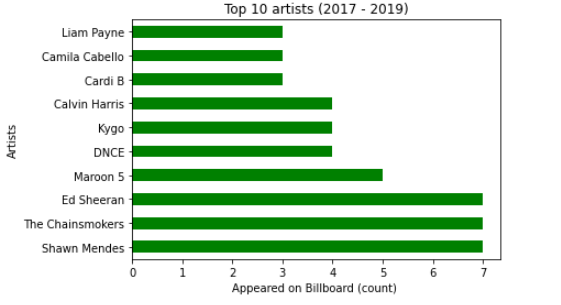 Top 10 artists (2017 - 2019)
Liam Payne
Camila Cabello
Cardi B
Calvin Harris
Kygo
DNCE
Maroon 5
Ed Sheeran
The Chainsmokers
Shawn Mendes
Artists
0 1 2 3 4 5 6 7
Appeared on Billboard (count)